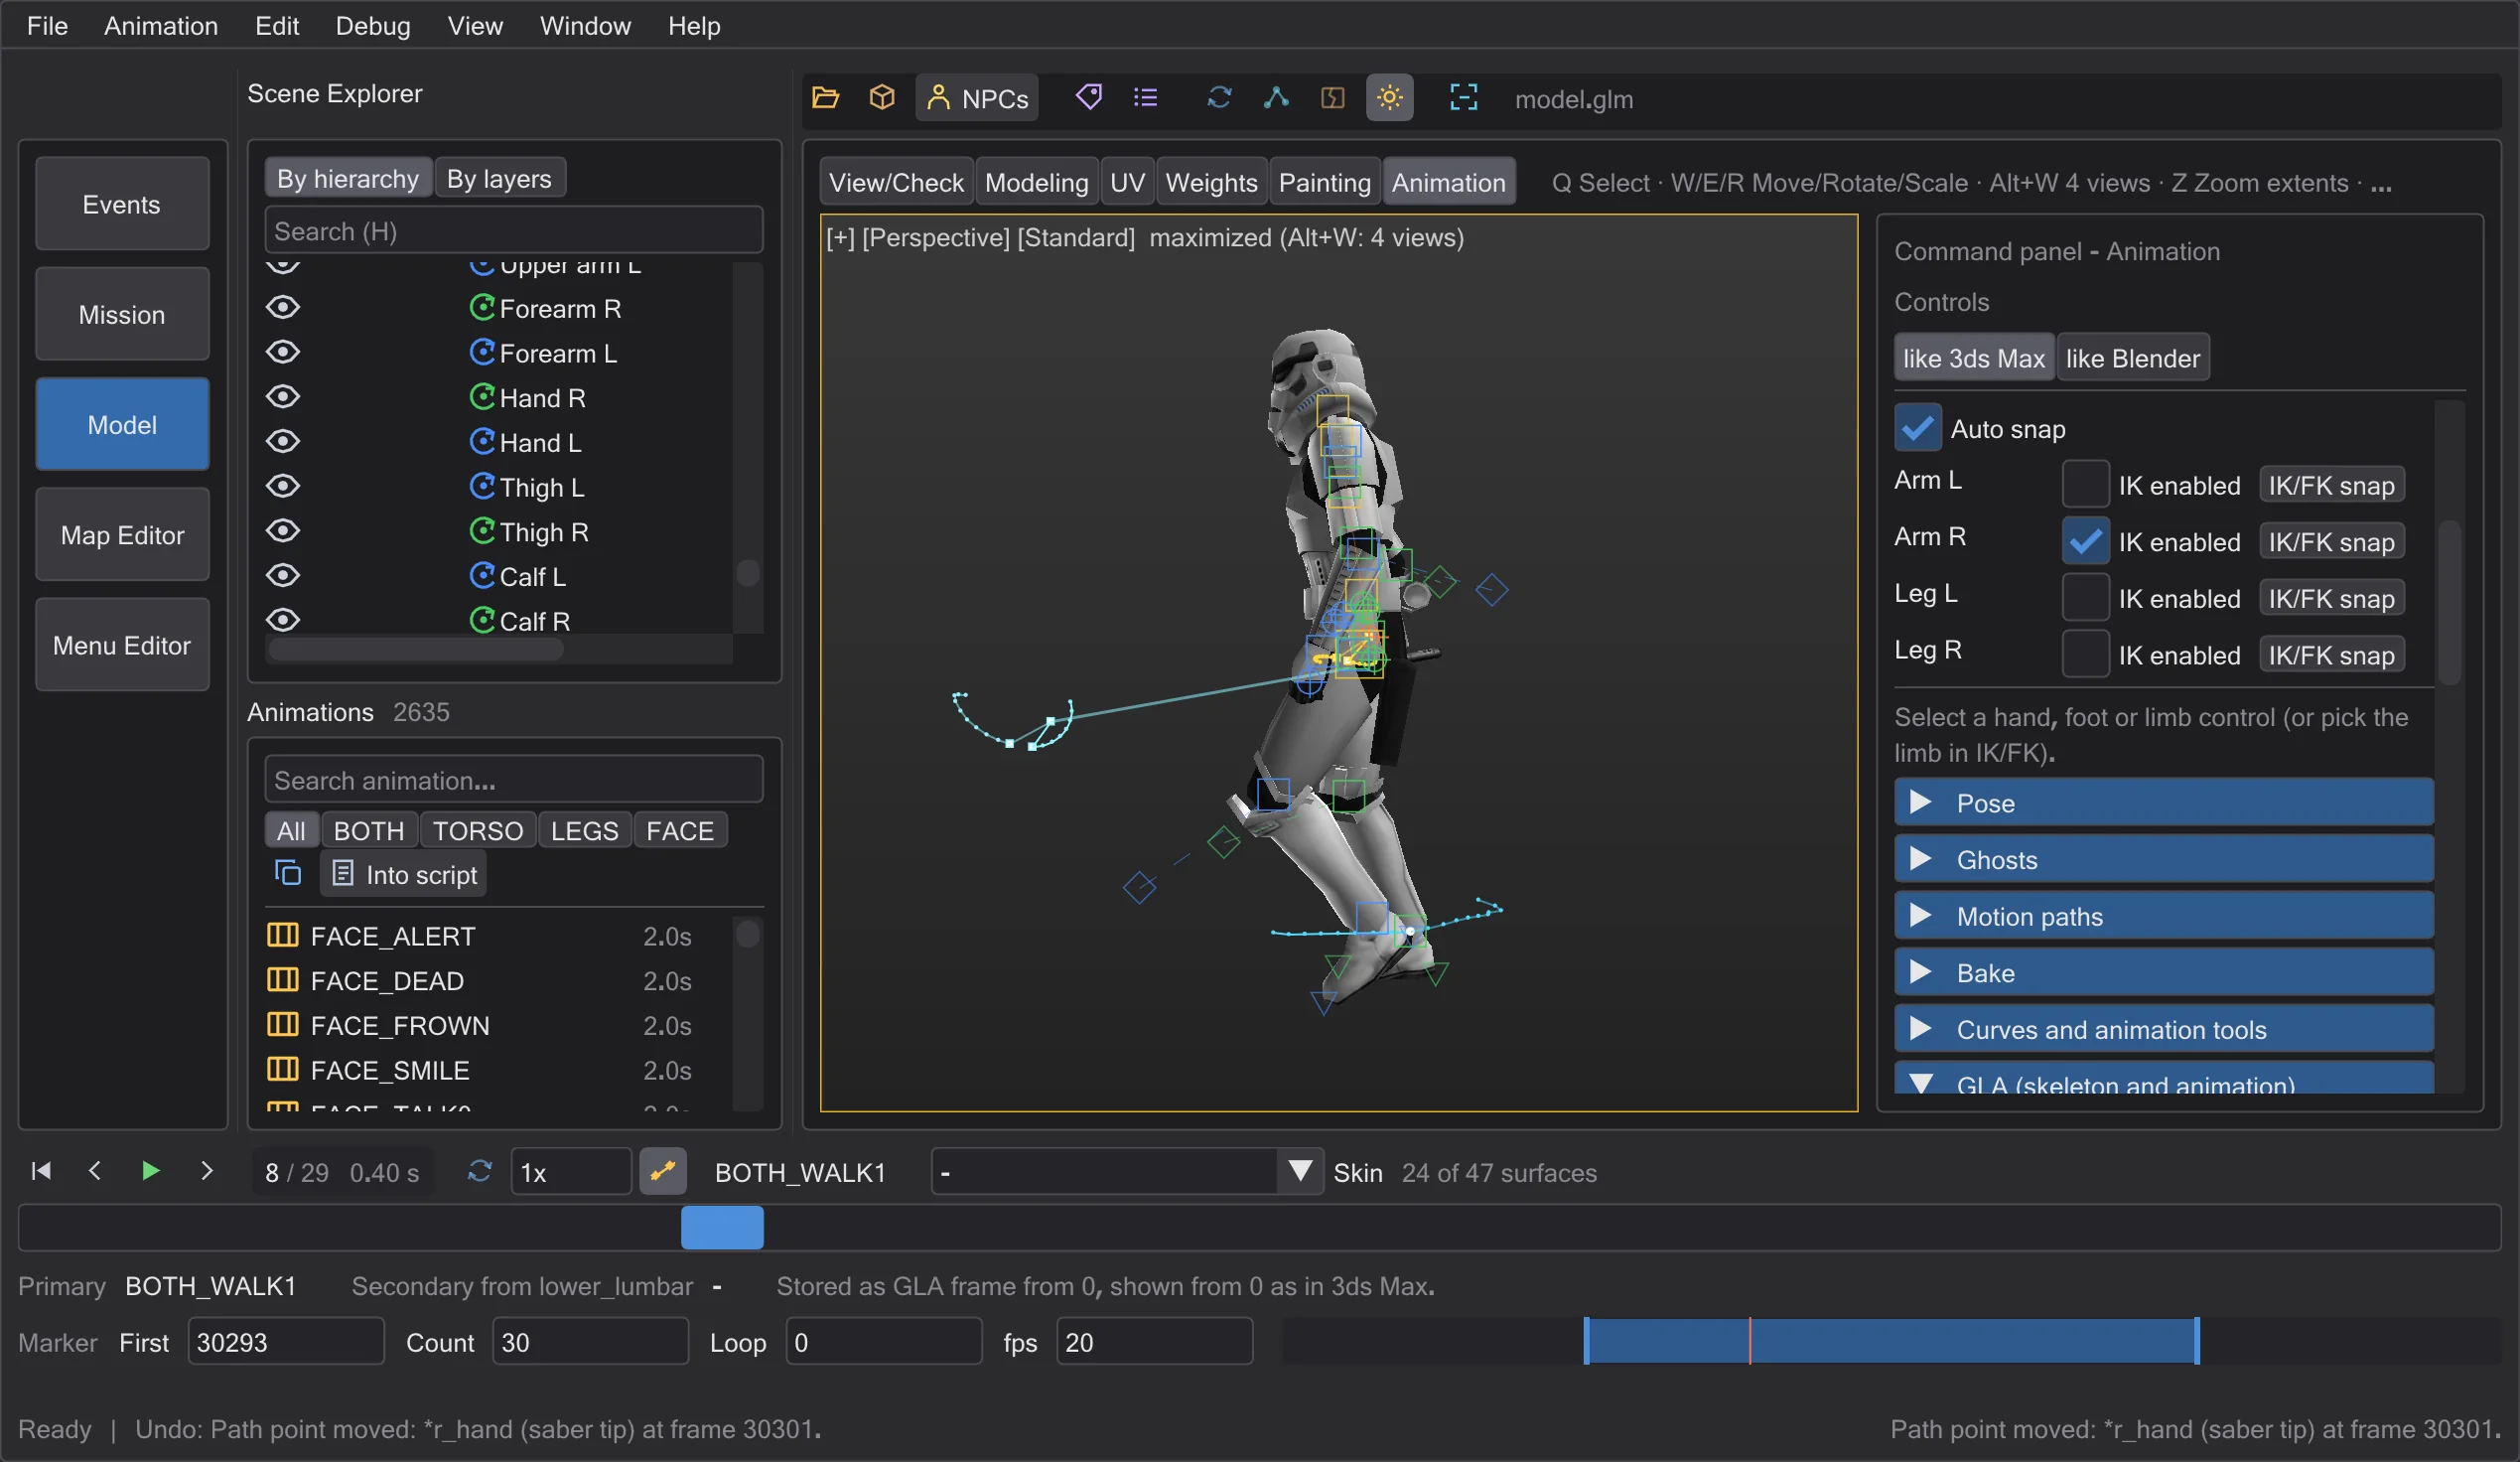 File Animation Edit Debug View Window Help
Scene Explorer
NPCs model.glm
Events
Mission
Model
Map Editor
Menu Editor
By hierarchy By layers
Search (H)
Upper arm L
Forearm R
Forearm L
Hand R
Hand L
Thigh L
Thigh R
Calf L
Calf R
Animations 2635
Search animation...
All BOTH TORSO LEGS FACE
Into script
FACE_ALERT 2.0s
FACE_DEAD 2.0s
FACE_FROWN 2.0s
FACE_SMILE 2.0s
View/Check Modeling UV Weights Painting Animation Q Select · W/E/R Move/Rotate/Scale · Alt+W 4 views · Z Zoom extents · ...
[+] [Perspective] [Standard] maximized (Alt+W: 4 views)
Command panel - Animation
Controls
like 3ds Max like Blender
Auto snap
Arm L IK enabled IK/FK snap
Arm R IK enabled IK/FK snap
Leg L IK enabled IK/FK snap
Leg R IK enabled IK/FK snap
Select a hand, foot or limb control (or pick the
limb in IK/FK).
Pose
Ghosts
Motion paths
Bake
Curves and animation tools
GLA (skeleton and animation)
8 / 29 0.40 s 1x BOTH_WALK1 - Skin 24 of 47 surfaces
Primary BOTH_WALK1 Secondary from lower_lumbar - Stored as GLA frame from 0, shown from 0 as in 3ds Max.
Marker First 30293 Count 30 Loop 0 fps 20
Ready | Undo: Path point moved: *r_hand (saber tip) at frame 30301.
Path point moved: *r_hand (saber tip) at frame 30301.